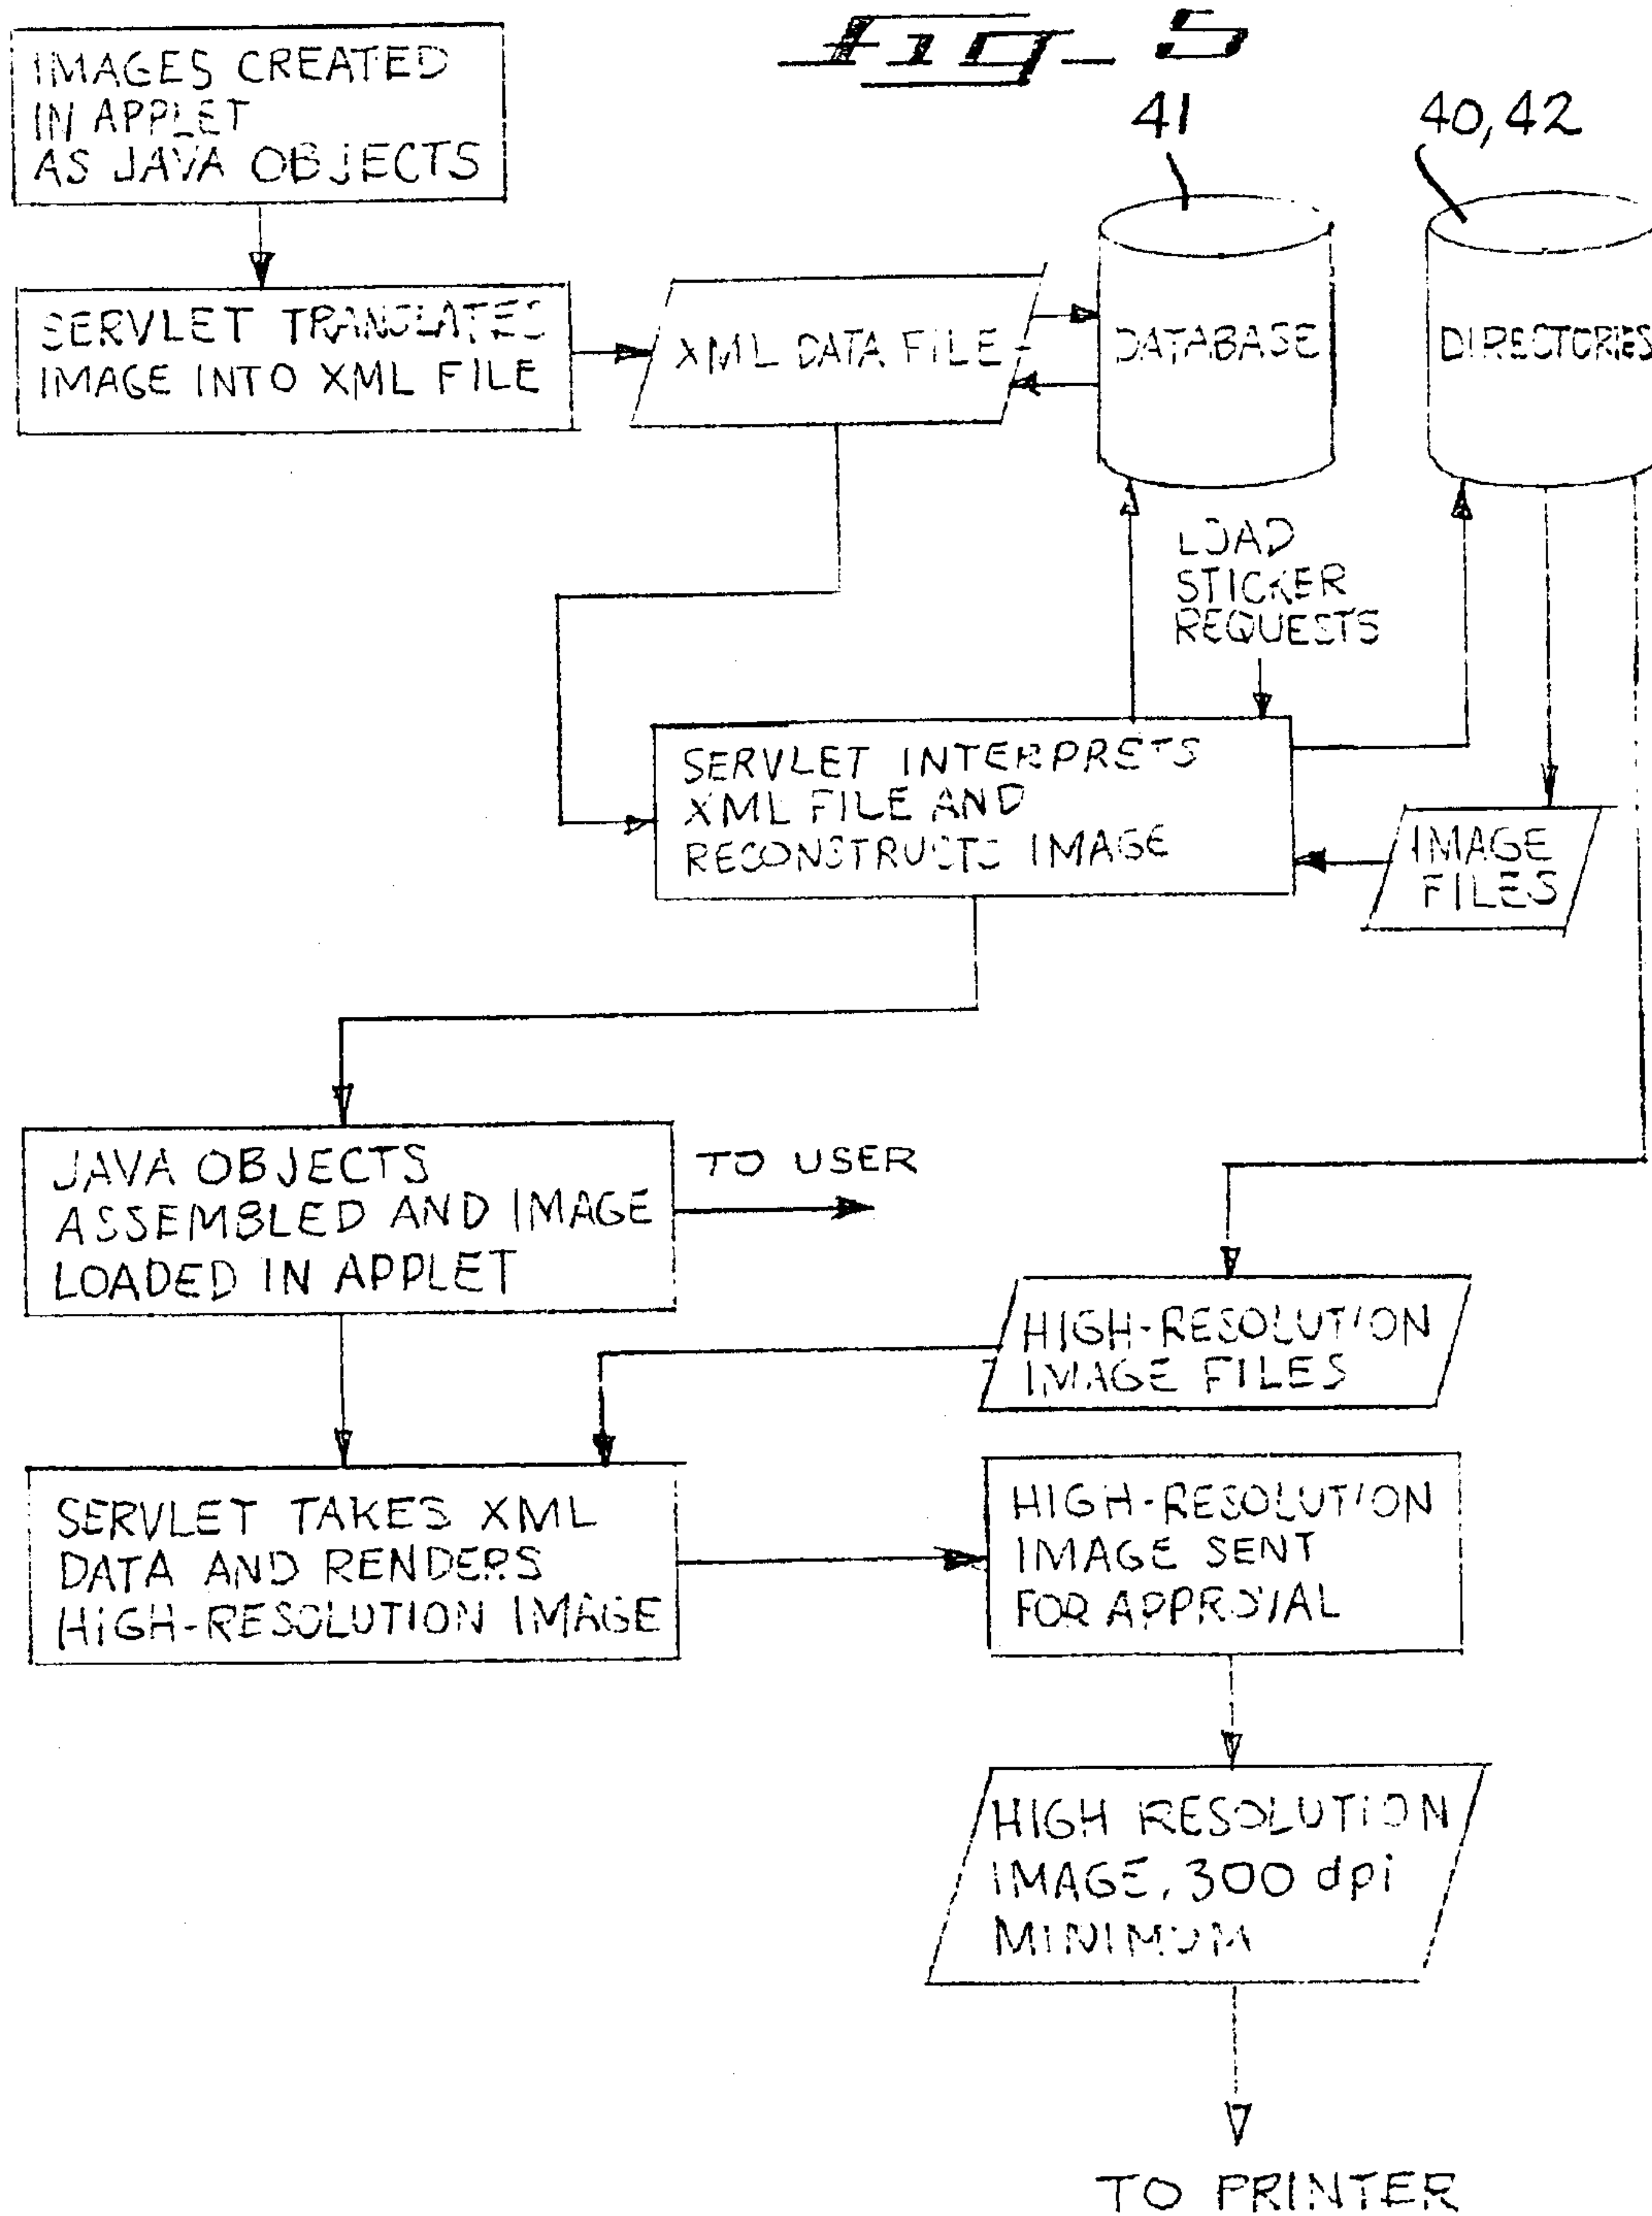 Fig-5
IMAGES CREATED
IN APPLET
AS JAVA OBJECTS
41
40, 42
SERVLET TRANSLATES
IMAGE INTO XML FILE
XML DATA FILE
DATABASE
DIRECTORIES
LOAD
STICKER
REQUESTS
SERVLET INTERPRETS
XML FILE AND
RECONSTRUCTS IMAGE
IMAGE
FILES
JAVA OBJECTS
ASSEMBLED AND IMAGE
LOADED IN APPLET
TO USER
HIGH-RESOLUTION
IMAGE FILES
SERVLET TAKES XML
DATA AND RENDERS
HIGH-RESOLUTION IMAGE
HIGH-RESOLUTION
IMAGE SENT
FOR APPROVAL
HIGH RESOLUTION
IMAGE, 300 dpi
MINIMUM
TO PRINTER